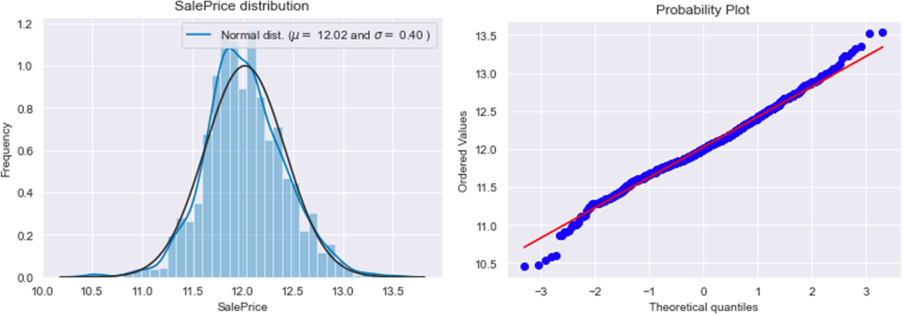 SalePrice distribution
Normal dist. (μ = 12.02 and σ = 0.40 )
1.2
1.0
0.8
0.6
0.4
0.2
0.0
Frequency
10.0 10.5 11.0 11.5 12.0 12.5 13.0 13.5
SalePrice
Probability Plot
13.5
13.0
12.5
12.0
11.5
11.0
10.5
Ordered Values
−3 −2 −1 0 1 2 3
Theoretical quantiles